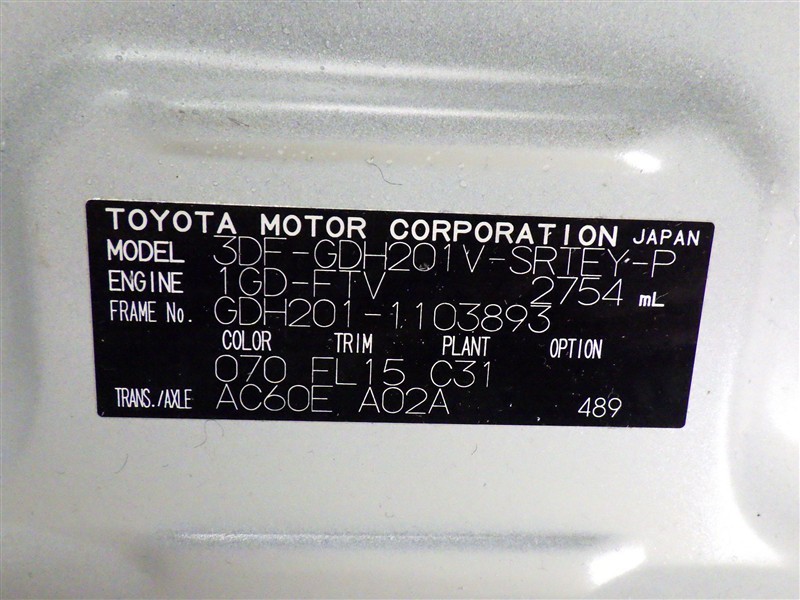 TOYOTA MOTOR CORPORATION JAPAN
MODEL 3DF-GDH201V-SRTEY-P
ENGINE 1GD-FTV 2754 mL
FRAME No. GDH201-1103893
COLOR TRIM PLANT OPTION
070 FL15 C31
TRANS./AXLE AC60E A02A 489